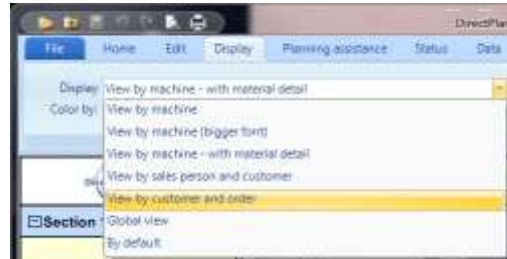 DirectPlan
File Home Edit Display Planning assistance Status Data
Display: View by machine - with material detail
Color by: View by machine
View by machine (bigger font)
View by machine - with material detail
View by sales person and customer
View by customer and order
Section Global view
By default